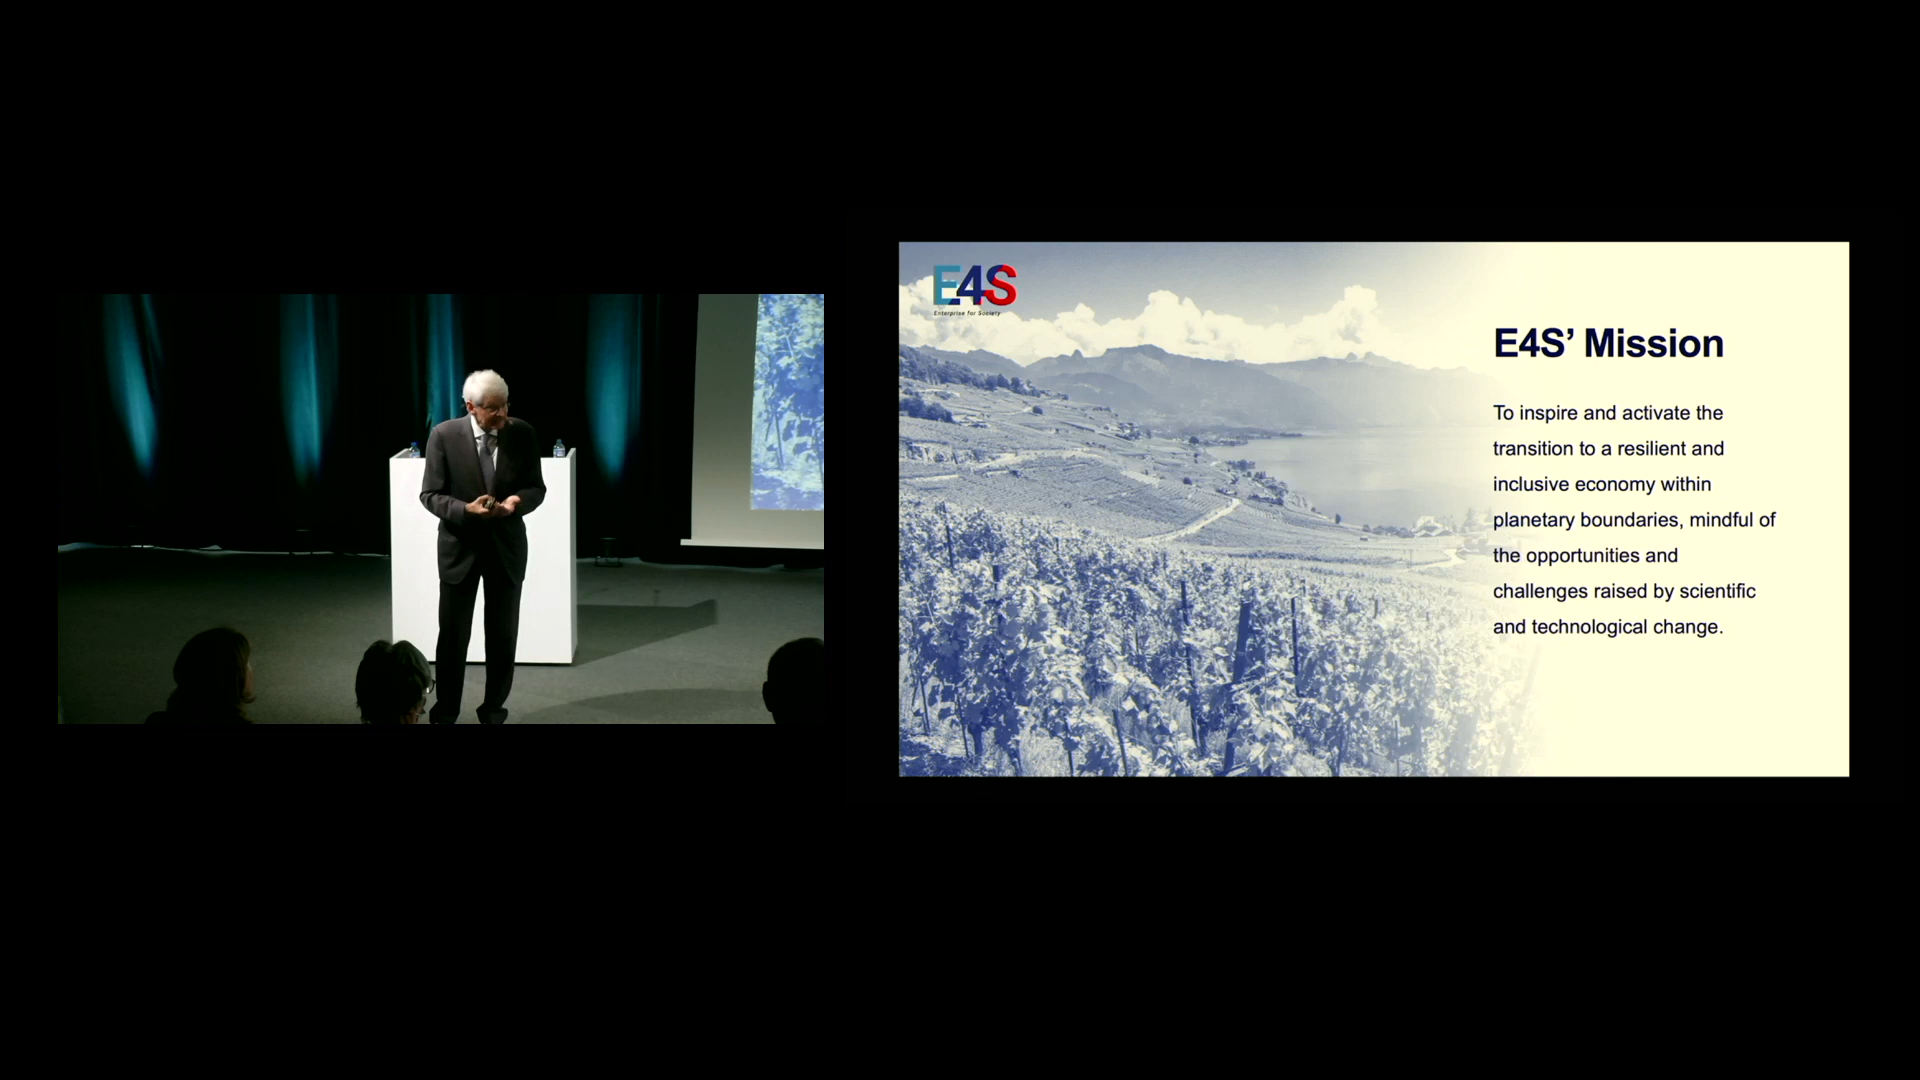 E4S
Enterprise for Society
E4S’ Mission
To inspire and activate the
transition to a resilient and
inclusive economy within
planetary boundaries, mindful of
the opportunities and
challenges raised by scientific
and technological change.